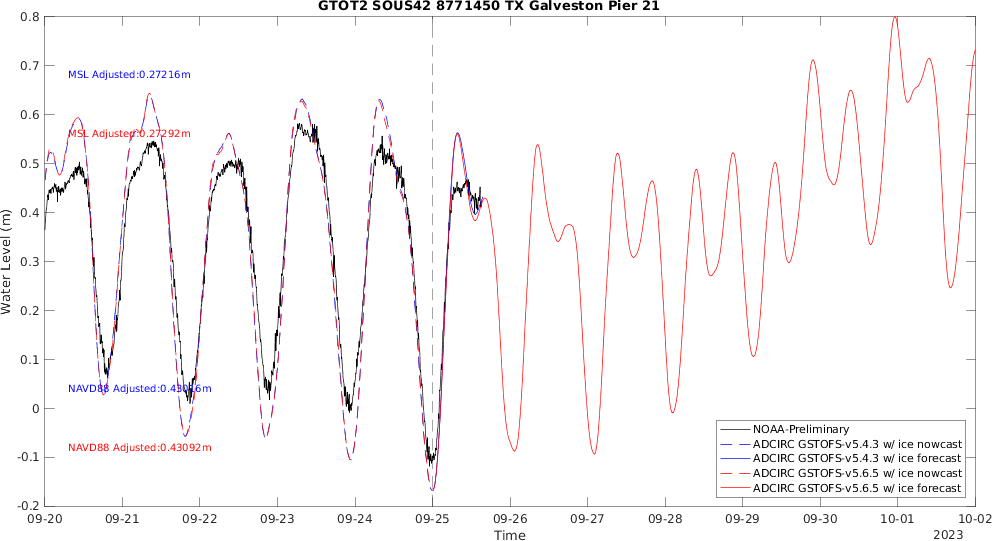 GTOT2 SOUS42 8771450 TX Galveston Pier 21
0.8
0.7
0.6
0.5
0.4
0.3
0.2
0.1
0
-0.1
-0.2
Water Level (m)
MSL Adjusted:0.27216m
MSL Adjusted:0.27292m
NAVD88 Adjusted:
NAVD88 Adjusted:0.43092m
NOAA-Preliminary
ADCIRC GSTOFS-v5.4.3 w/ ice nowcast
ADCIRC GSTOFS-v5.4.3 w/ ice forecast
ADCIRC GSTOFS-v5.6.5 w/ ice nowcast
ADCIRC GSTOFS-v5.6.5 w/ ice forecast
09-20 09-21 09-22 09-23 09-24 09-25 09-26 09-27 09-28 09-29 09-30 10-01 10-02
Time
2023